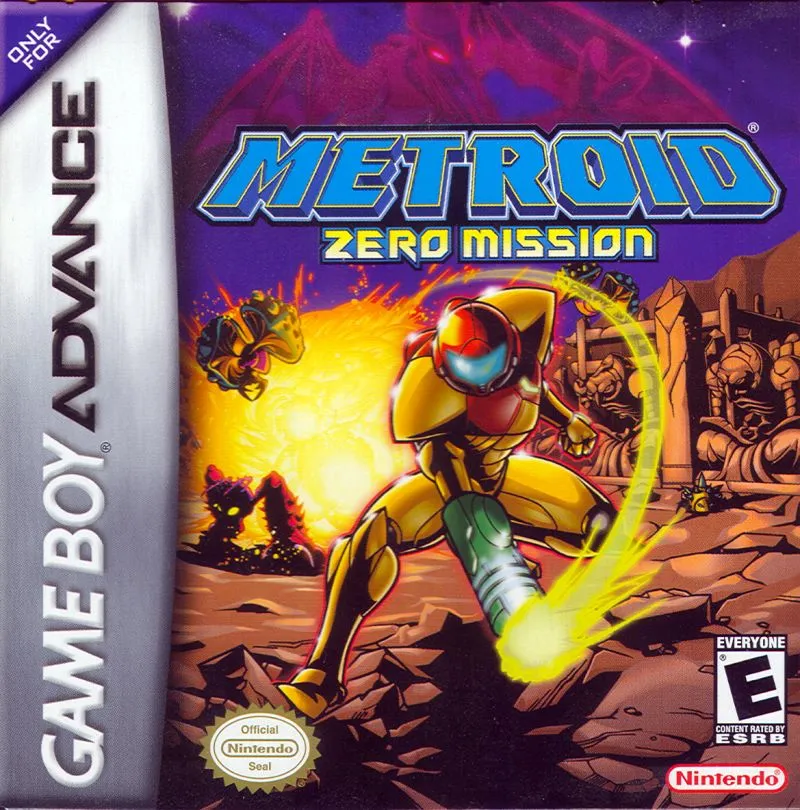 ONLY
FOR
GAME BOY ADVANCE
®
METROID®
ZERO MISSION
Official
Nintendo
Seal
EVERYONE
®
E
CONTENT RATED BY
ESRB
Nintendo®